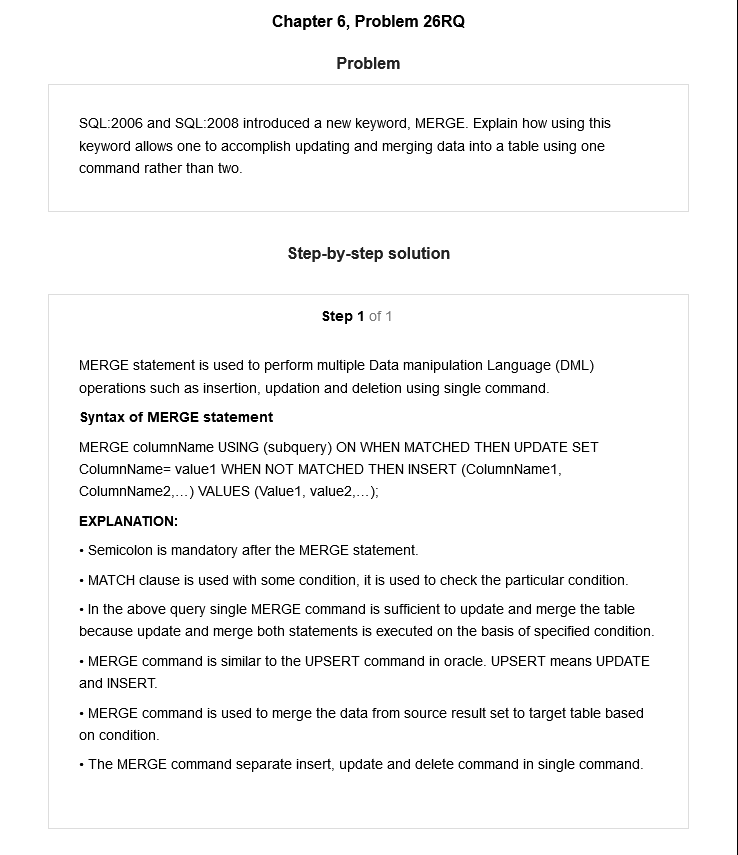 Chapter 6, Problem 26RQ
Problem
SQL:2006 and SQL:2008 introduced a new keyword, MERGE. Explain how using this
keyword allows one to accomplish updating and merging data into a table using one
command rather than two.
Step-by-step solution
Step 1 of 1
MERGE statement is used to perform multiple Data manipulation Language (DML)
operations such as insertion, updation and deletion using single command.
Syntax of MERGE statement
MERGE columnName USING (subquery) ON WHEN MATCHED THEN UPDATE SET
ColumnName= value1 WHEN NOT MATCHED THEN INSERT (ColumnName1,
ColumnName2,...) VALUES (Value1, value2,...);
EXPLANATION:
• Semicolon is mandatory after the MERGE statement.
• MATCH clause is used with some condition, it is used to check the particular condition.
• In the above query single MERGE command is sufficient to update and merge the table
because update and merge both statements is executed on the basis of specified condition.
• MERGE command is similar to the UPSERT command in oracle. UPSERT means UPDATE
and INSERT.
• MERGE command is used to merge the data from source result set to target table based
on condition.
• The MERGE command separate insert, update and delete command in single command.